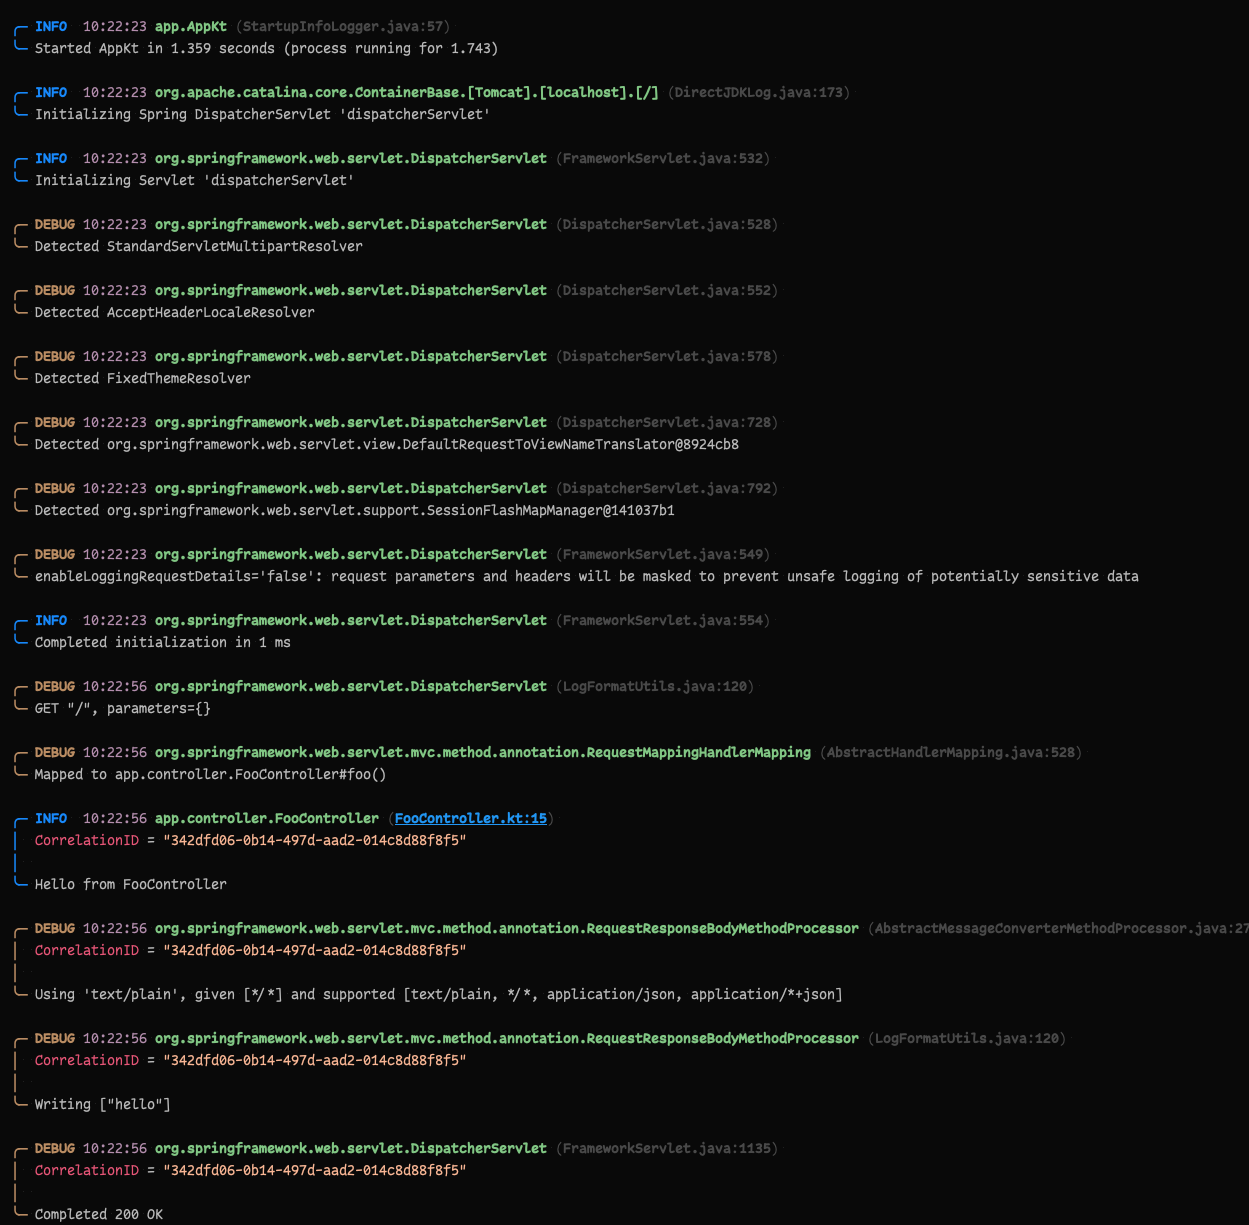 INFO 10:22:23 app.AppKt (StartupInfoLogger.java:57)
Started AppKt in 1.359 seconds (process running for 1.743)
INFO 10:22:23 org.apache.catalina.core.ContainerBase.[Tomcat].[localhost].[/] (DirectJDKLog.java:173)
Initializing Spring DispatcherServlet 'dispatcherServlet'
INFO 10:22:23 org.springframework.web.servlet.DispatcherServlet (FrameworkServlet.java:532)
Initializing Servlet 'dispatcherServlet'
DEBUG 10:22:23 org.springframework.web.servlet.DispatcherServlet (DispatcherServlet.java:528)
Detected StandardServletMultipartResolver
DEBUG 10:22:23 org.springframework.web.servlet.DispatcherServlet (DispatcherServlet.java:552)
Detected AcceptHeaderLocaleResolver
DEBUG 10:22:23 org.springframework.web.servlet.DispatcherServlet (DispatcherServlet.java:578)
Detected FixedThemeResolver
DEBUG 10:22:23 org.springframework.web.servlet.DispatcherServlet (DispatcherServlet.java:728)
Detected org.springframework.web.servlet.view.DefaultRequestToViewNameTranslator@8924cb8
DEBUG 10:22:23 org.springframework.web.servlet.DispatcherServlet (DispatcherServlet.java:792)
Detected org.springframework.web.servlet.support.SessionFlashMapManager@141037b1
DEBUG 10:22:23 org.springframework.web.servlet.DispatcherServlet (FrameworkServlet.java:549)
enableLoggingRequestDetails='false': request parameters and headers will be masked to prevent unsafe logging of potentially sensitive data
INFO 10:22:23 org.springframework.web.servlet.DispatcherServlet (FrameworkServlet.java:554)
Completed initialization in 1 ms
DEBUG 10:22:56 org.springframework.web.servlet.DispatcherServlet (LogFormatUtils.java:120)
GET "/", parameters={}
DEBUG 10:22:56 org.springframework.web.servlet.mvc.method.annotation.RequestMappingHandlerMapping (AbstractHandlerMapping.java:528)
Mapped to app.controller.FooController#foo()
INFO 10:22:56 app.controller.FooController (FooController.kt:15)
CorrelationID = "342dfd06-0b14-497d-aad2-014c8d88f8f5"
Hello from FooController
DEBUG 10:22:56 org.springframework.web.servlet.mvc.method.annotation.RequestResponseBodyMethodProcessor (AbstractMessageConverterMethodProcessor.java:27
CorrelationID = "342dfd06-0b14-497d-aad2-014c8d88f8f5"
Using 'text/plain', given [*/*] and supported [text/plain, */*, application/json, application/*+json]
DEBUG 10:22:56 org.springframework.web.servlet.mvc.method.annotation.RequestResponseBodyMethodProcessor (LogFormatUtils.java:120)
CorrelationID = "342dfd06-0b14-497d-aad2-014c8d88f8f5"
Writing ["hello"]
DEBUG 10:22:56 org.springframework.web.servlet.DispatcherServlet (FrameworkServlet.java:1135)
CorrelationID = "342dfd06-0b14-497d-aad2-014c8d88f8f5"
Completed 200 OK